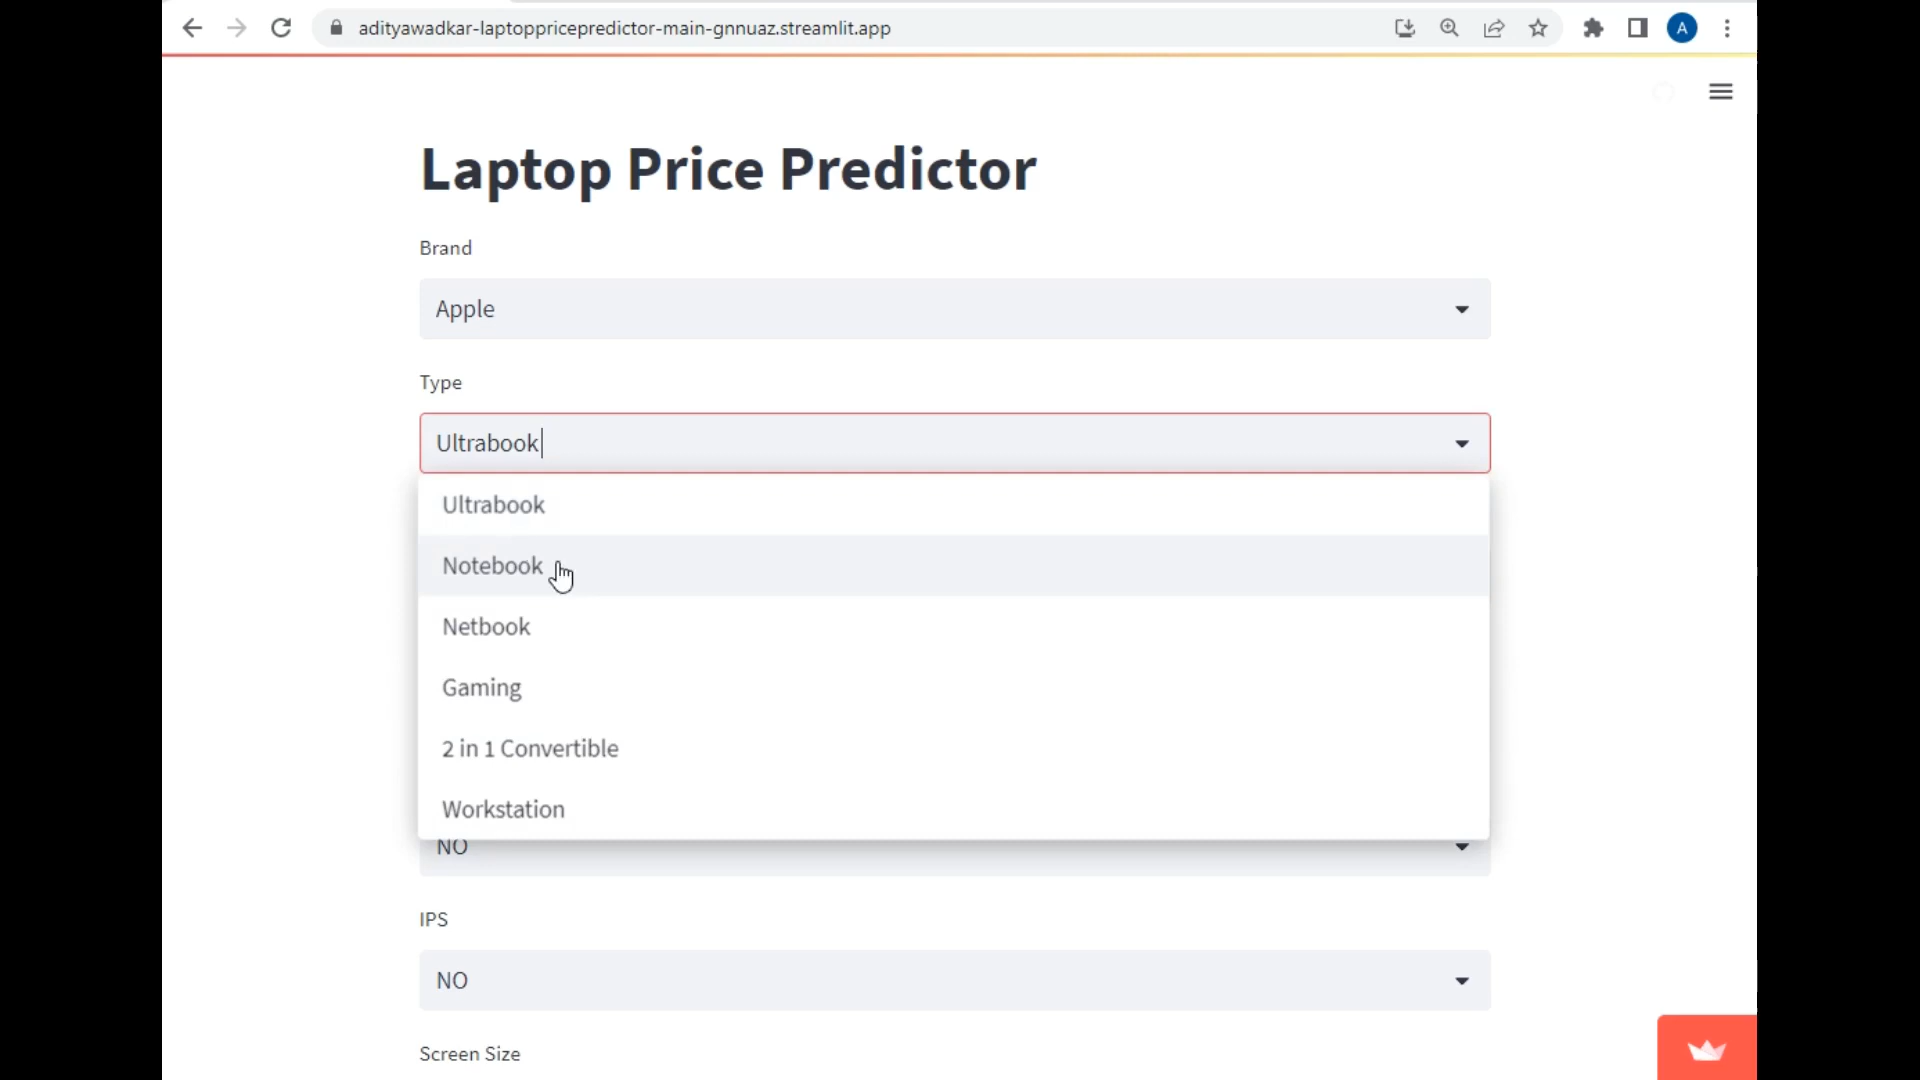 adityawadkar-laptoppricepredictor-main-gnnuaz.streamlit.app
A
Laptop Price Predictor
Brand
Apple
Type
Ultrabook
Ultrabook
Notebook
Netbook
Gaming
2 in 1 Convertible
Workstation
NO
IPS
NO
Screen Size